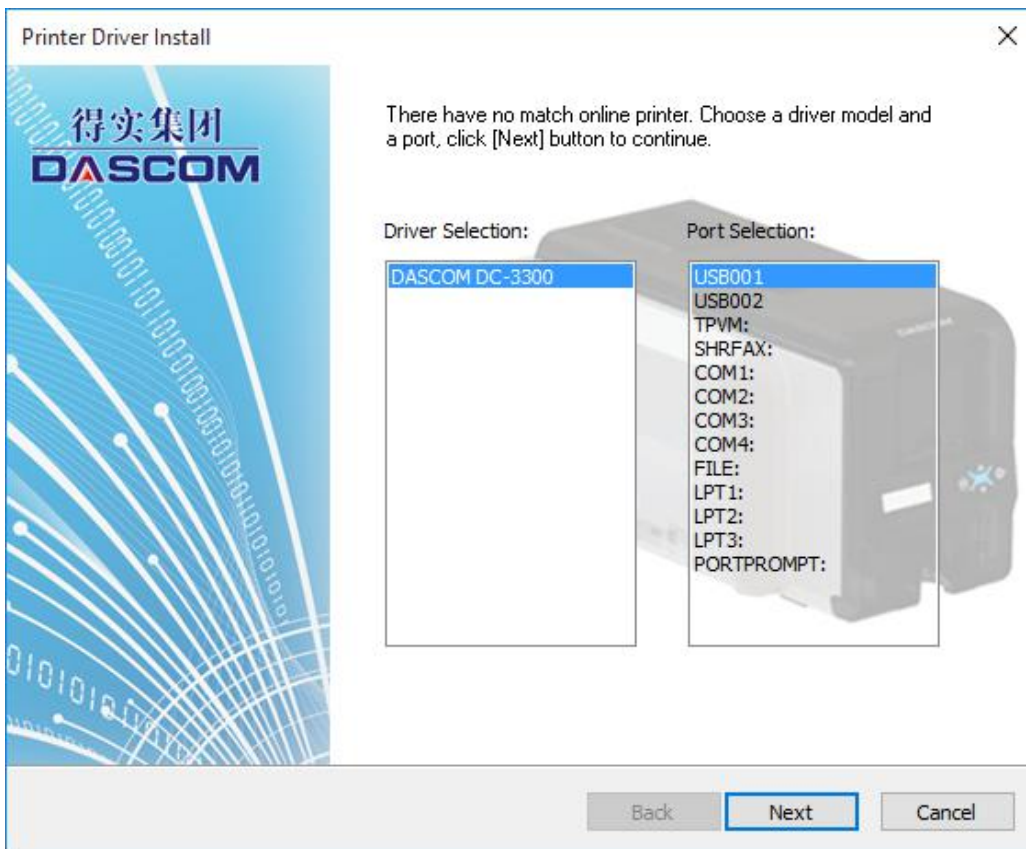 Printer Driver Install
得实集团
DASCOM
There have no match online printer. Choose a driver model and
a port, click [Next] button to continue.
Driver Selection:
Port Selection:
DASCOM DC-3300
USB001
USB002
TPVM:
SHRFAX:
COM1:
COM2:
COM3:
COM4:
FILE:
LPT1:
LPT2:
LPT3:
PORTPROMPT:
Back
Next
Cancel